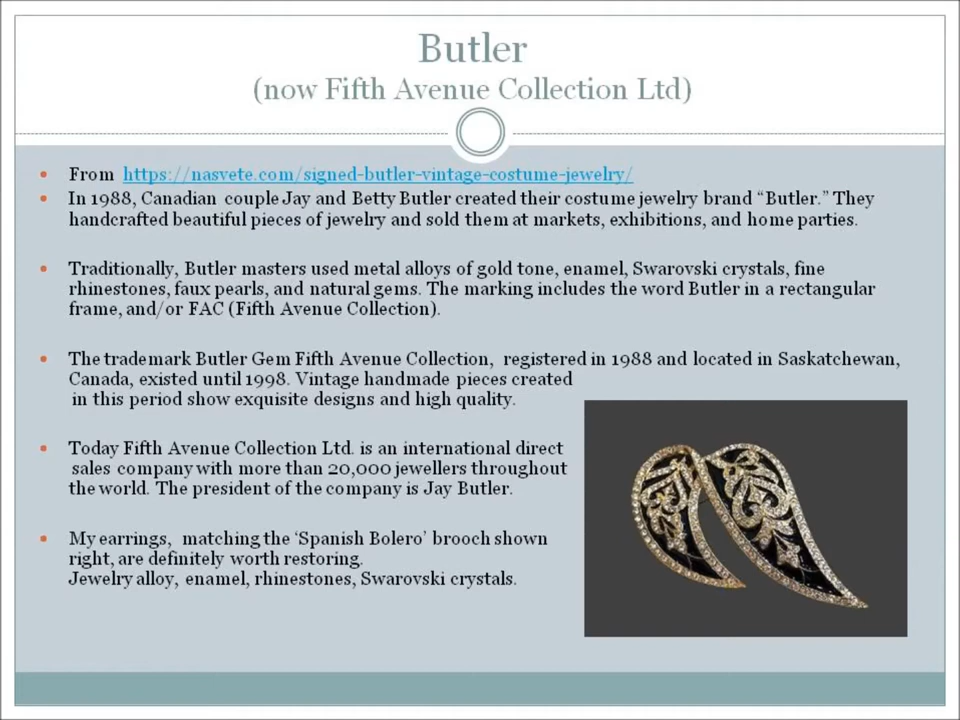 Butler
(now Fifth Avenue Collection Ltd)
From https://nasvete.com/signed-butler-vintage-costume-jewelry/
In 1988, Canadian couple Jay and Betty Butler created their costume jewelry brand “Butler.” They
handcrafted beautiful pieces of jewelry and sold them at markets, exhibitions, and home parties.
Traditionally, Butler masters used metal alloys of gold tone, enamel, Swarovski crystals, fine
rhinestones, faux pearls, and natural gems. The marking includes the word Butler in a rectangular
frame, and/or FAC (Fifth Avenue Collection).
The trademark Butler Gem Fifth Avenue Collection, registered in 1988 and located in Saskatchewan,
Canada, existed until 1998. Vintage handmade pieces created
in this period show exquisite designs and high quality.
Today Fifth Avenue Collection Ltd. is an international direct
sales company with more than 20,000 jewellers throughout
the world. The president of the company is Jay Butler.
My earrings, matching the ‘Spanish Bolero’ brooch shown
right, are definitely worth restoring.
Jewelry alloy, enamel, rhinestones, Swarovski crystals.